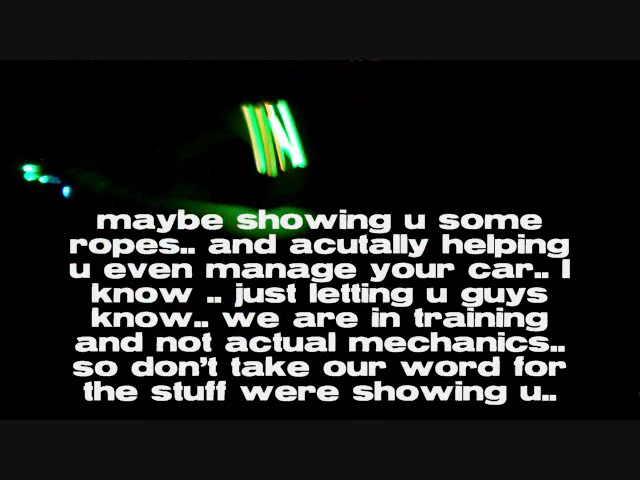 maybe showing u some
ropes.. and acutally helping
u even manage your car.. I
know .. just letting u guys
know.. we are in training
and not actual mechanics..
so don't take our word for
the stuff were showing u..